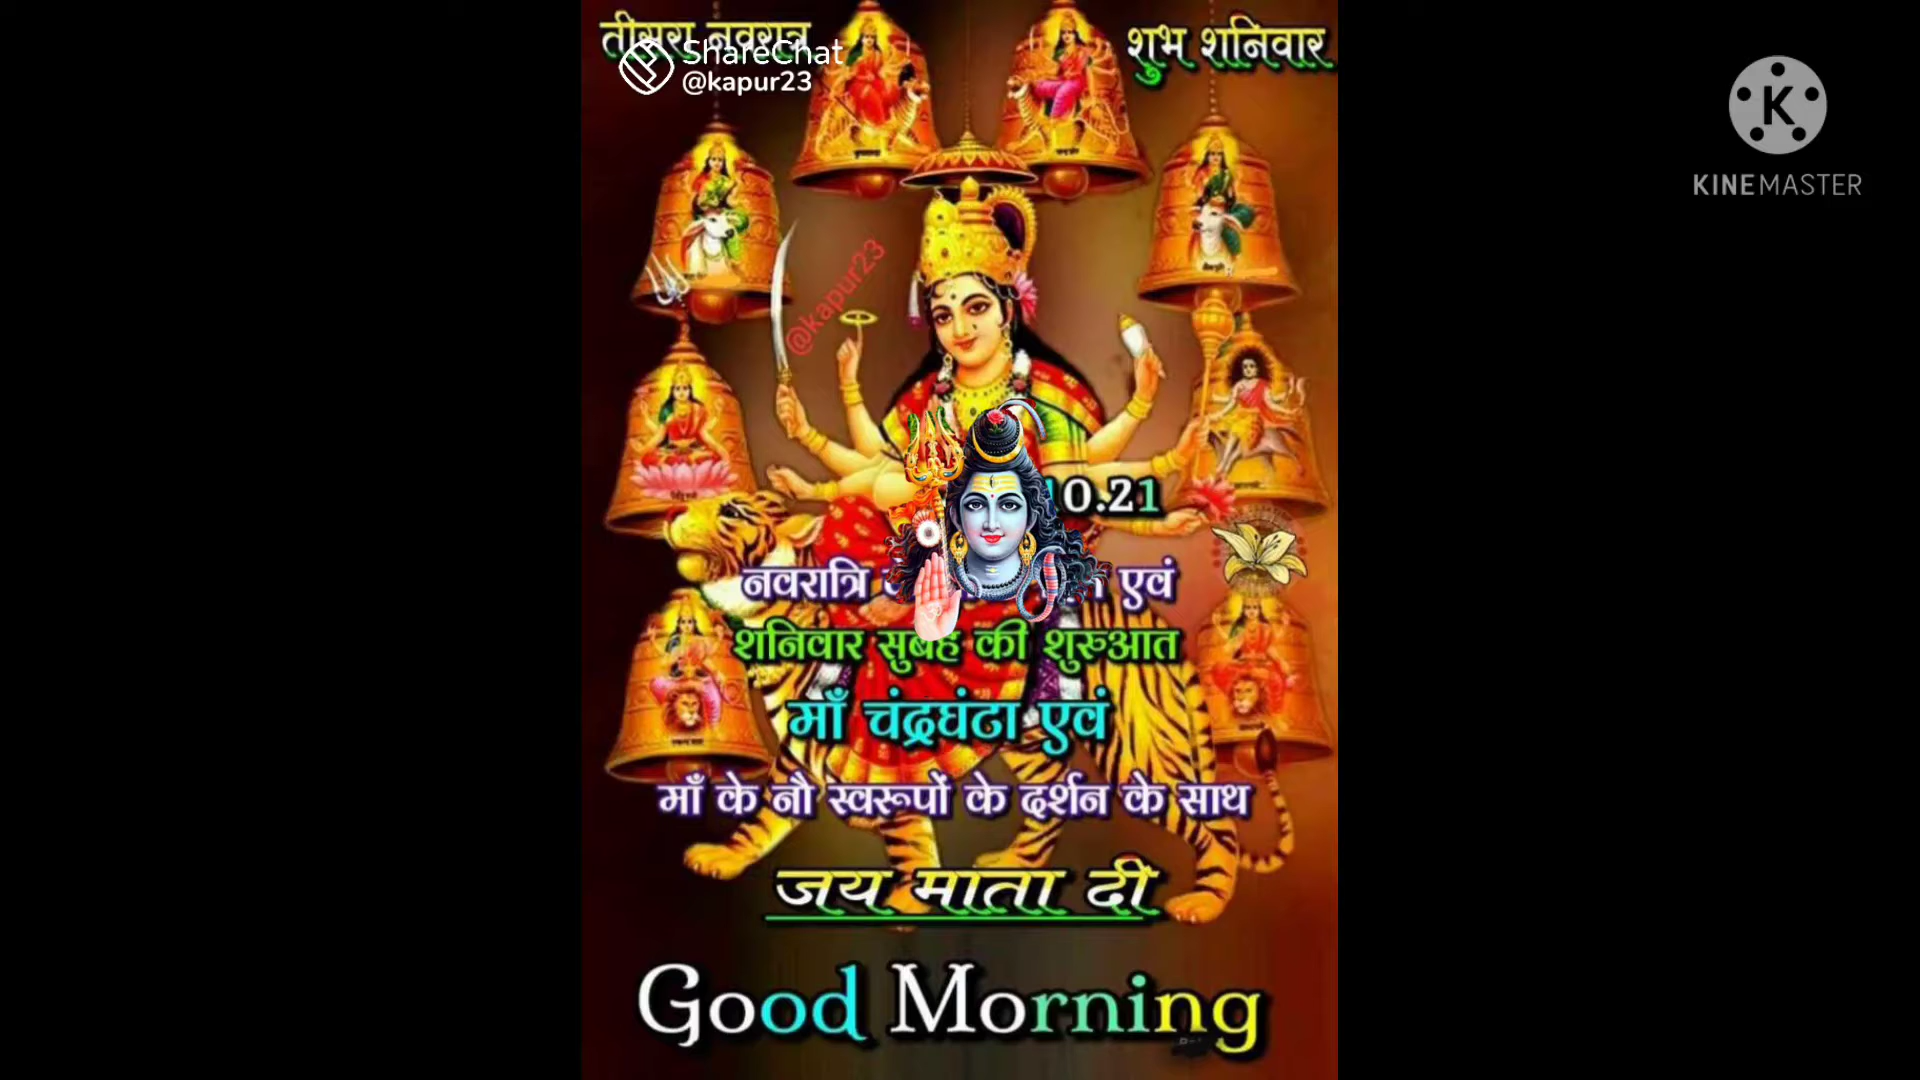 तीसरा नवरात्र
शुभ शनिवार
ShareChat
@kapur23
K
KINEMASTER
@kapur23
10.21
नवरात्रि एवं
शनिवार सुबह की शुरुआत
माँ चंद्रघंटा एवं
माँ के नौ स्वरूपों के दर्शन के साथ
जय माता दी
Good Morning